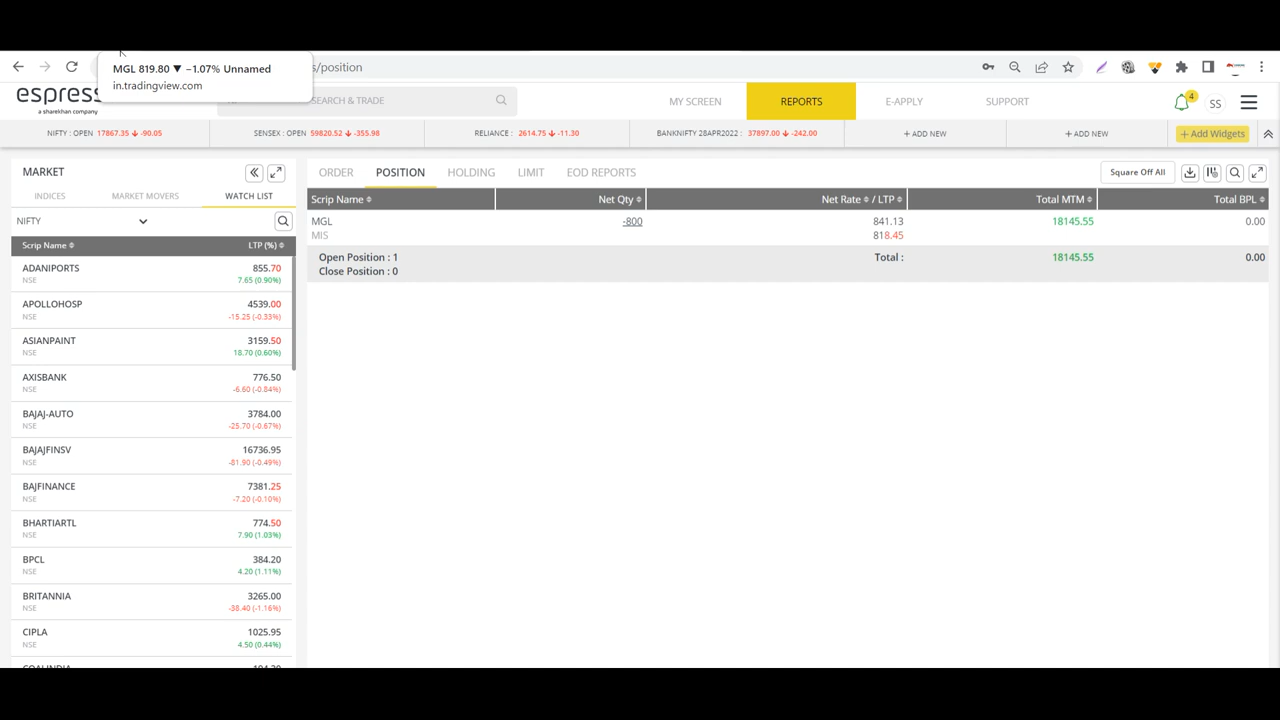 MGL 819.80 ▼ −1.07% Unnamed
in.tradingview.com
s/position
espress
a sharekhan company
SEARCH & TRADE
MY SCREEN
REPORTS
E-APPLY
SUPPORT
4
SS
NIFTY : OPEN 17867.35 -90.05
SENSEX : OPEN 59820.52 -355.98
RELIANCE : 2614.75 -11.30
BANKNIFTY 28APR2022 : 37897.00 -242.00
+ ADD NEW
+ ADD NEW
+ Add Widgets
MARKET
INDICES
MARKET MOVERS
WATCH LIST
NIFTY
Scrip Name
LTP (%)
ADANIPORTS 855.70
NSE 7.65 (0.90%)
APOLLOHOSP 4539.00
NSE -15.25 (-0.33%)
ASIANPAINT 3159.50
NSE 18.70 (0.60%)
AXISBANK 776.50
NSE -6.60 (-0.84%)
BAJAJ-AUTO 3784.00
NSE -25.70 (-0.67%)
BAJAJFINSV 16736.95
NSE -81.90 (-0.49%)
BAJFINANCE 7381.25
NSE -7.20 (-0.10%)
BHARTIARTL 774.50
NSE 7.90 (1.03%)
BPCL 384.20
NSE 4.20 (1.11%)
BRITANNIA 3265.00
NSE -38.40 (-1.16%)
CIPLA 1025.95
NSE 4.50 (0.44%)
ORDER
POSITION
HOLDING
LIMIT
EOD REPORTS
Square Off All
Scrip Name
Net Qty
Net Rate / LTP
Total MTM
Total BPL
MGL -800 841.13 18145.55 0.00
MIS 818.45
Open Position : 1 Total : 18145.55 0.00
Close Position : 0